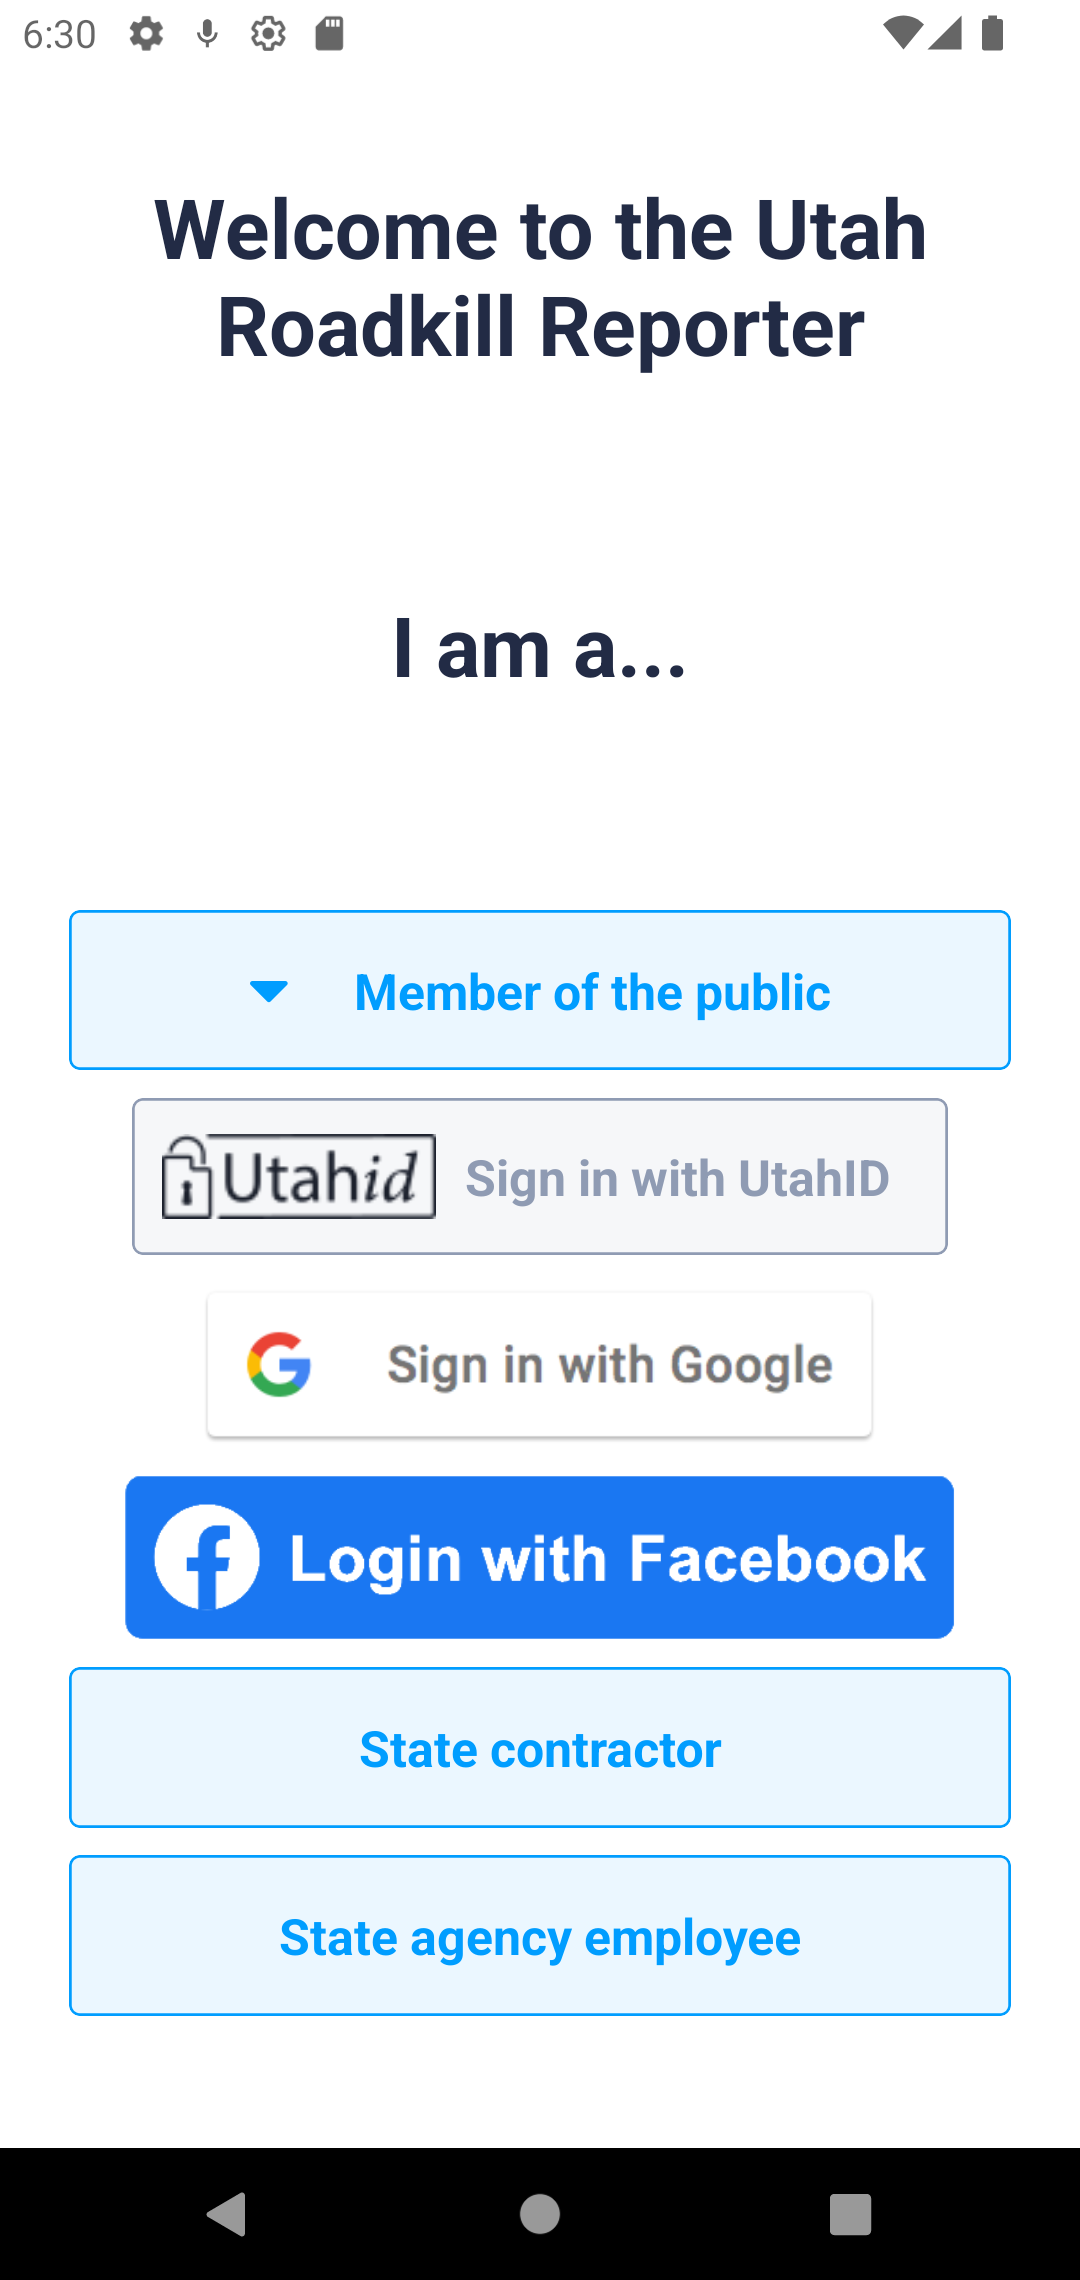 6:30
Welcome to the Utah
Roadkill Reporter
I am a...
Member of the public
Utahid Sign in with UtahID
Sign in with Google
Login with Facebook
State contractor
State agency employee